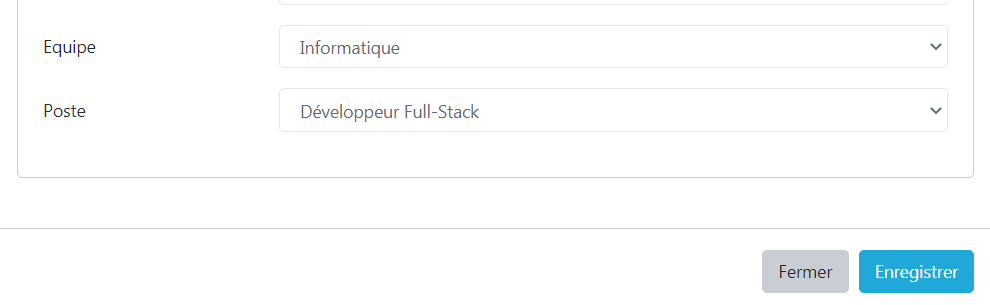 Equipe
Informatique
Poste
Développeur Full-Stack
Fermer
Enregistrer